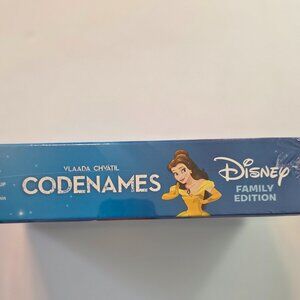 VLAADA CHVÁTIL
CODENAMES
Disney
FAMILY
EDITION